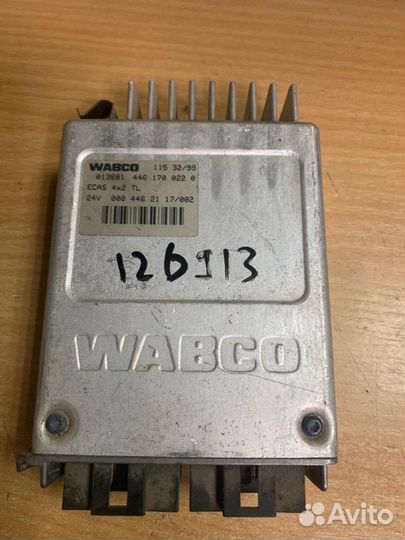 WABCO 115 32/99
013681 446 170 022 0
ECAS 4x2 TL
24V 000 446 21 17/002
126913
WABCO
Avito